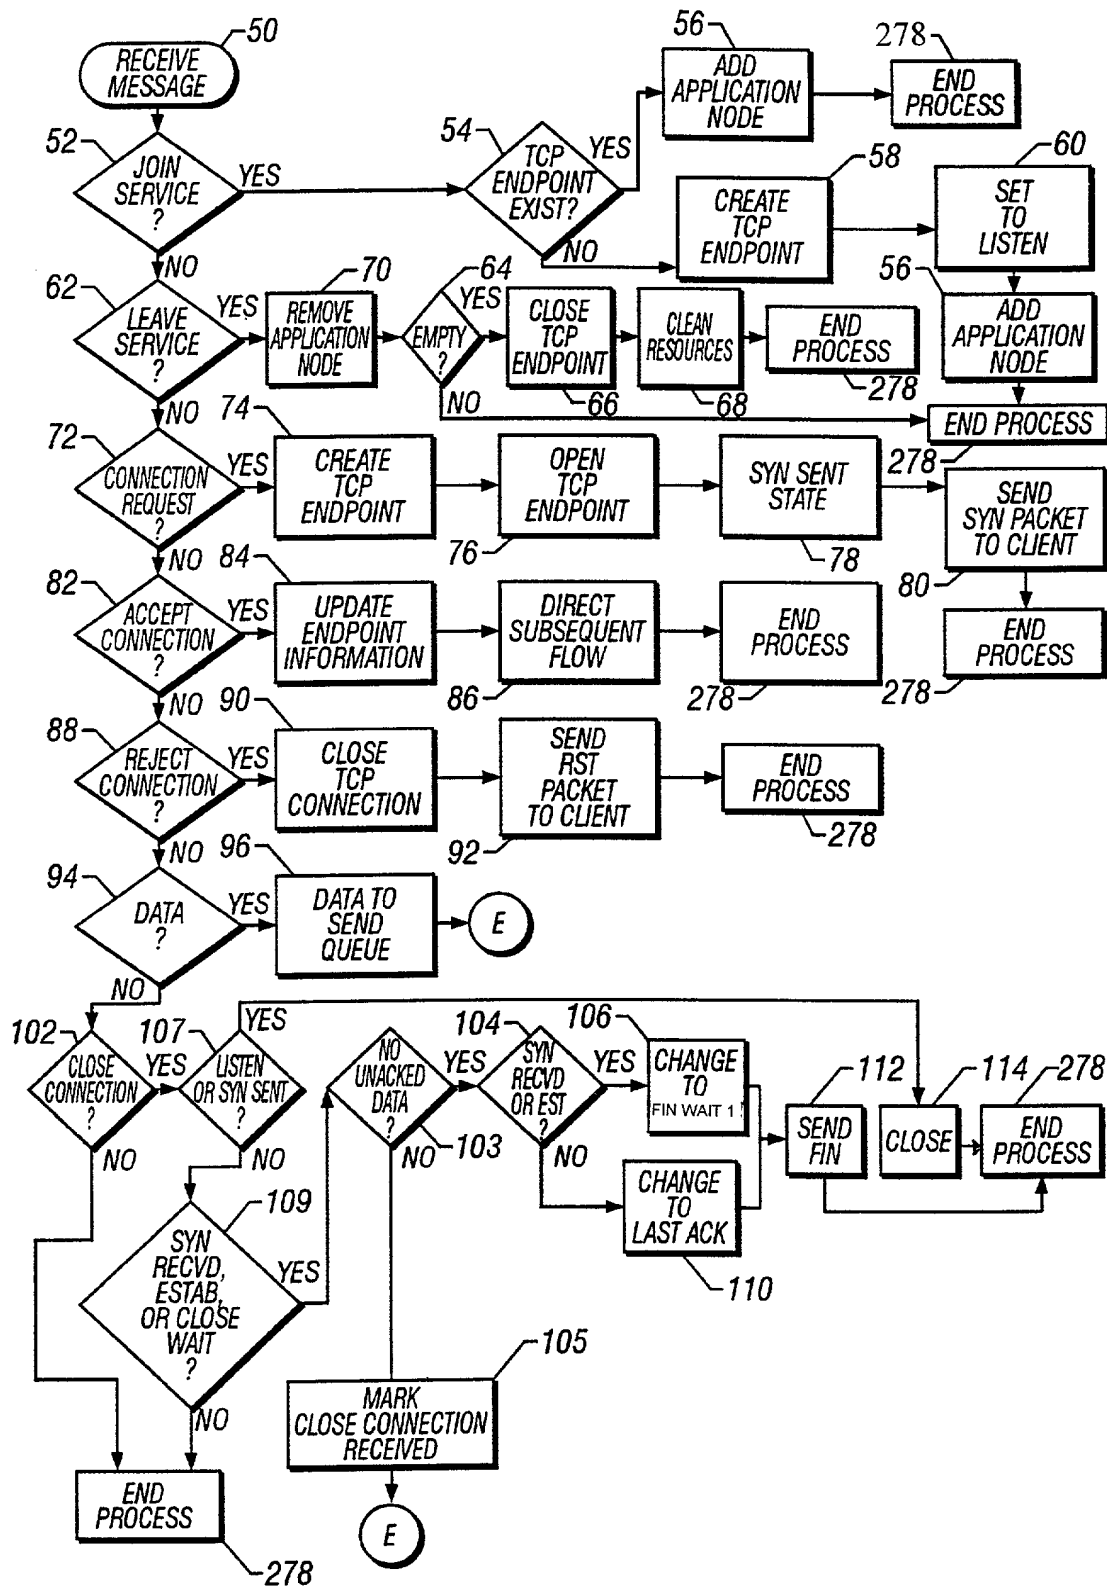 50
RECEIVE
MESSAGE
52
JOIN
SERVICE
?
YES
NO
54
TCP
ENDPOINT
EXIST?
YES
NO
56
ADD
APPLICATION
NODE
278
END
PROCESS
58
CREATE
TCP
ENDPOINT
60
SET
TO
LISTEN
56
ADD
APPLICATION
NODE
END PROCESS
278
62
LEAVE
SERVICE
?
YES
NO
70
REMOVE
APPLICATION
NODE
64
EMPTY
?
YES
NO
CLOSE
TCP
ENDPOINT
66
CLEAN
RESOURCES
68
END
PROCESS
278
72
CONNECTION
REQUEST
?
YES
NO
74
CREATE
TCP
ENDPOINT
OPEN
TCP
ENDPOINT
76
SYN SENT
STATE
78
SEND
SYN PACKET
TO CLIENT
80
END
PROCESS
278
82
ACCEPT
CONNECTION
?
YES
NO
84
UPDATE
ENDPOINT
INFORMATION
DIRECT
SUBSEQUENT
FLOW
86
END
PROCESS
278
88
REJECT
CONNECTION
?
YES
NO
90
CLOSE
TCP
CONNECTION
SEND
RST
PACKET
TO CLIENT
92
END
PROCESS
278
94
DATA
?
YES
NO
96
DATA TO
SEND
QUEUE
E
102
CLOSE
CONNECTION
?
YES
NO
107
LISTEN
OR SYN SENT
?
YES
NO
NO
UNACKED
DATA
?
YES
NO
103
104
SYN
RECVD
OR EST
?
YES
NO
106
CHANGE
TO
FIN WAIT 1
CHANGE
TO
LAST ACK
110
112
SEND
FIN
114
CLOSE
278
END
PROCESS
109
SYN
RECVD,
ESTAB,
OR CLOSE
WAIT
?
YES
NO
105
MARK
CLOSE CONNECTION
RECEIVED
E
END
PROCESS
278